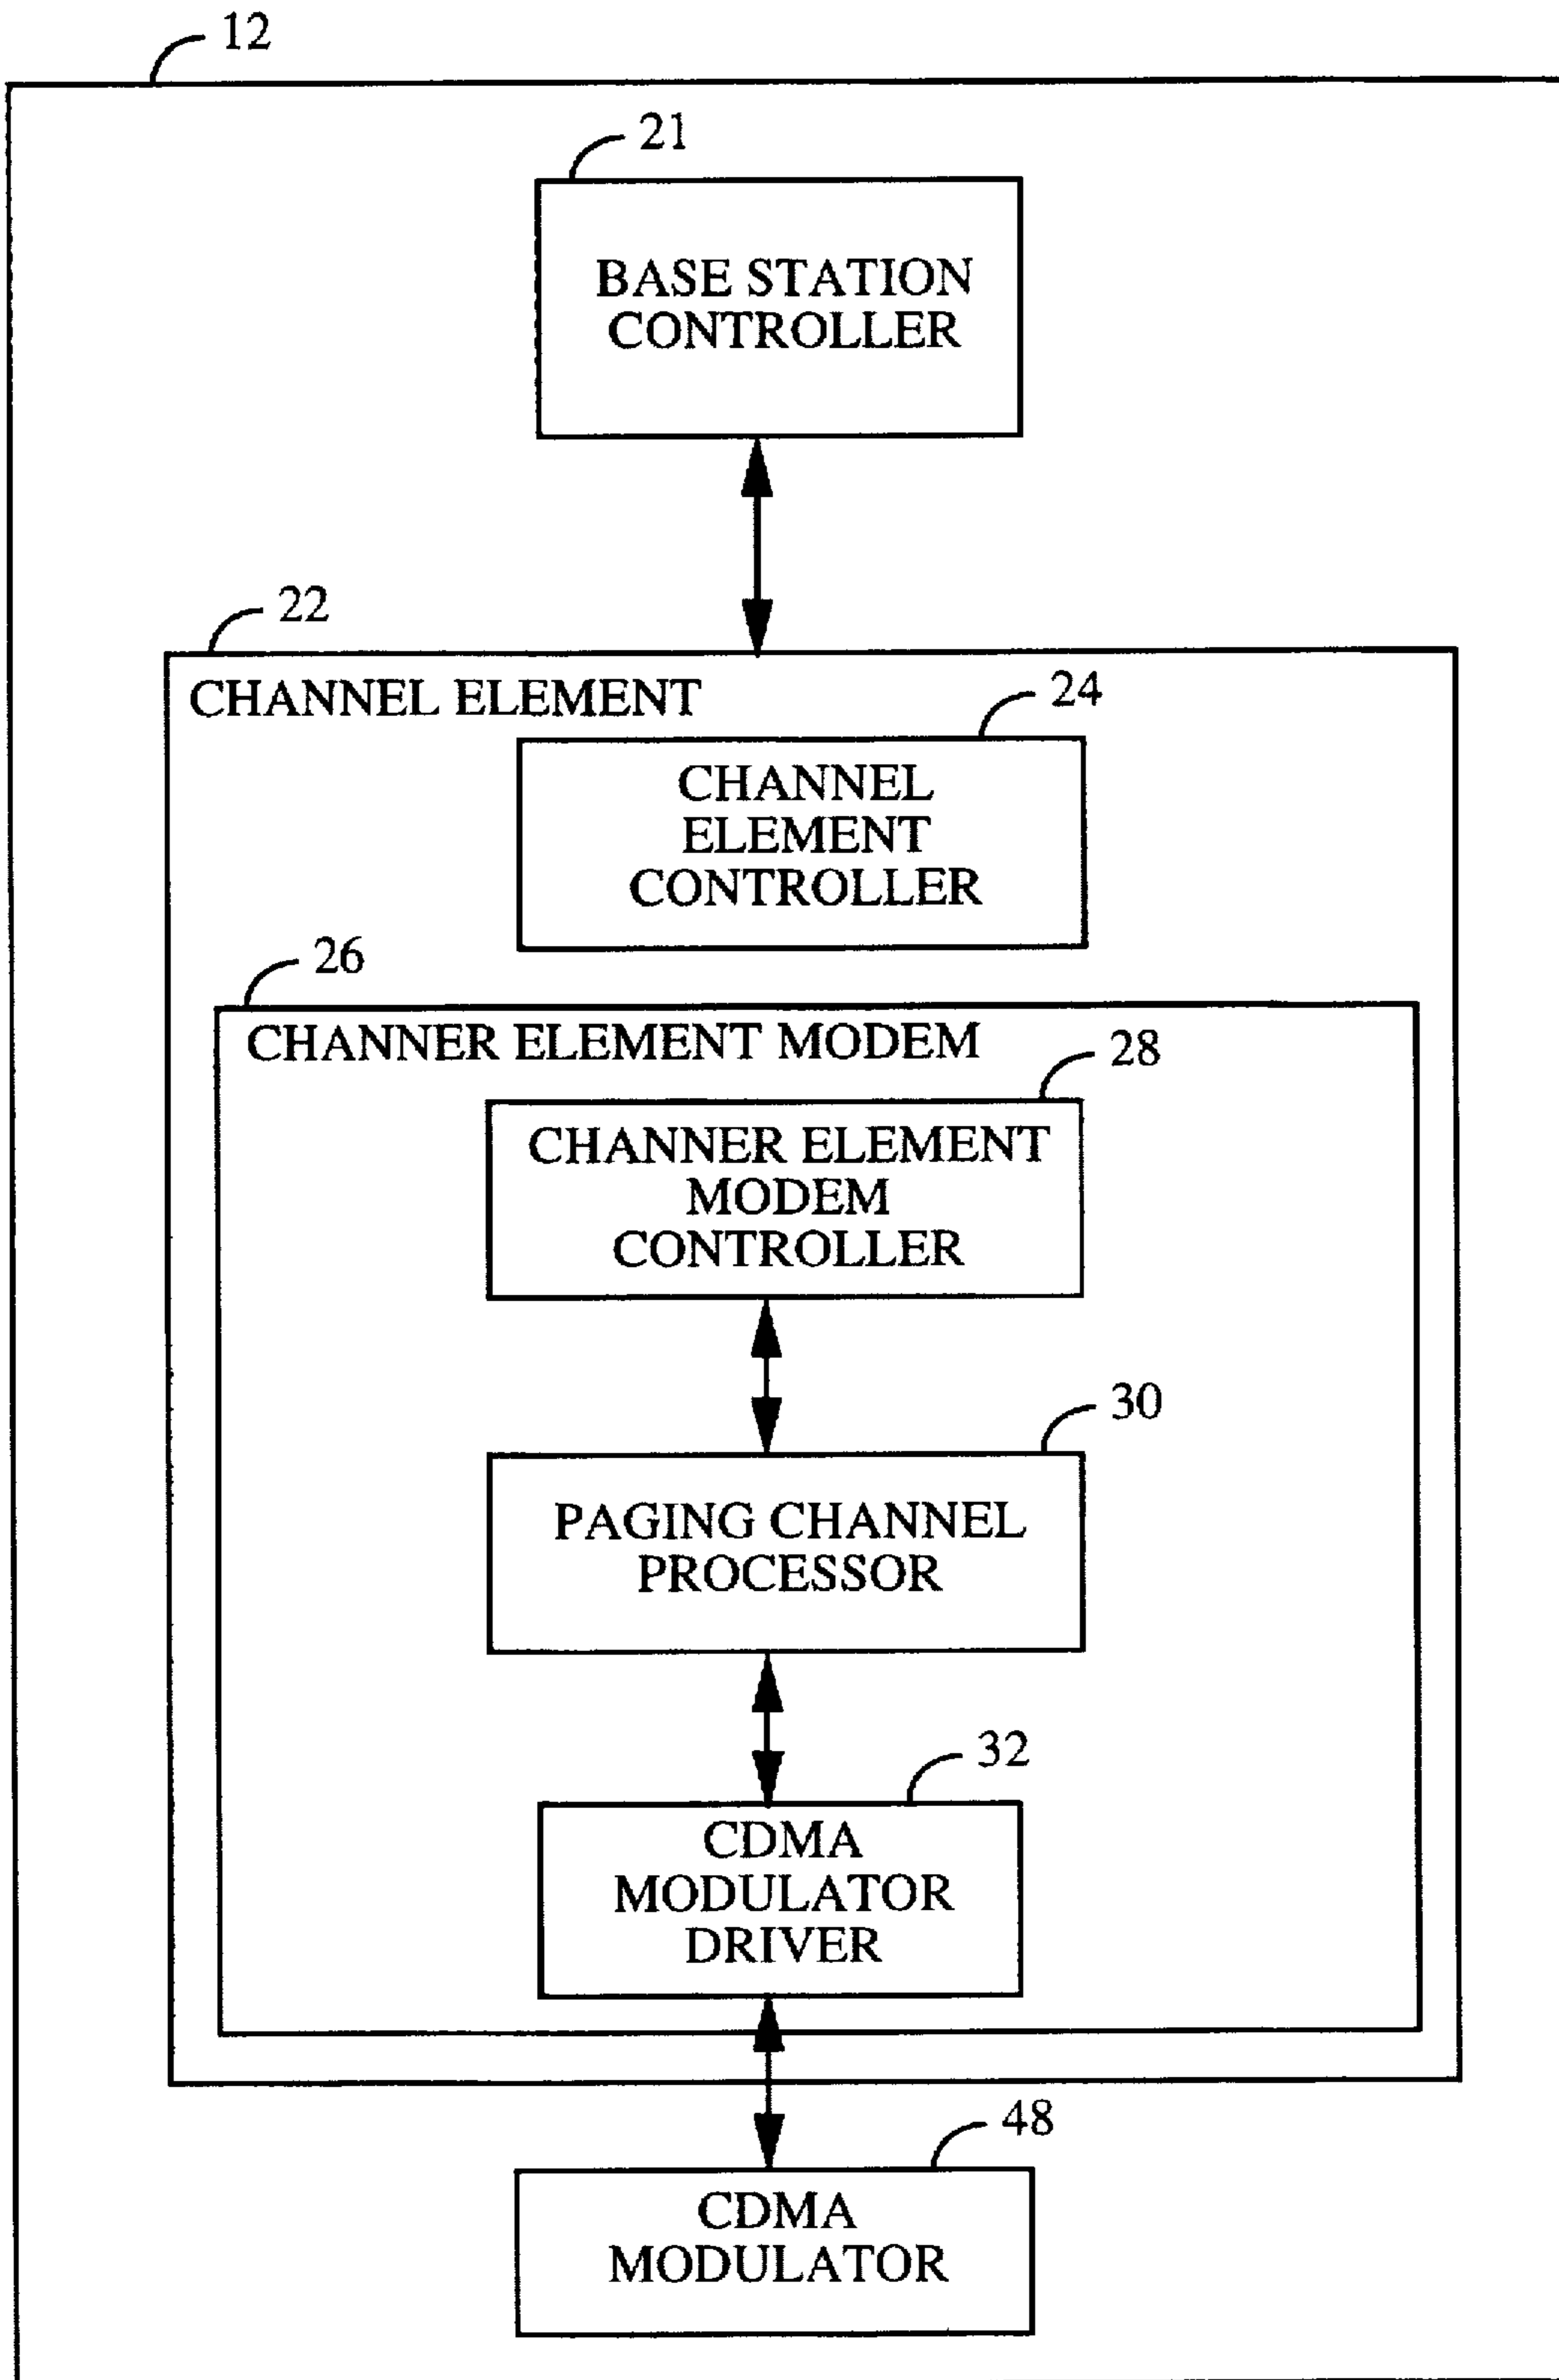 12
21
BASE STATION
CONTROLLER
22
CHANNEL ELEMENT
24
CHANNEL
ELEMENT
CONTROLLER
26
CHANNER ELEMENT MODEM
28
CHANNER ELEMENT
MODEM
CONTROLLER
30
PAGING CHANNEL
PROCESSOR
32
CDMA
MODULATOR
DRIVER
48
CDMA
MODULATOR